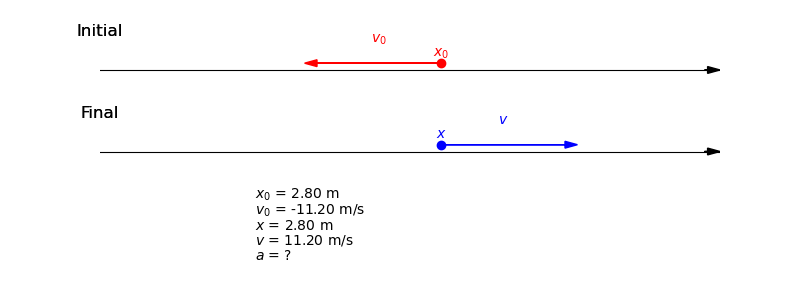 Initial
v₀
x₀
Final
v
x
x₀ = 2.80 m
v₀ = -11.20 m/s
x = 2.80 m
v = 11.20 m/s
a = ?